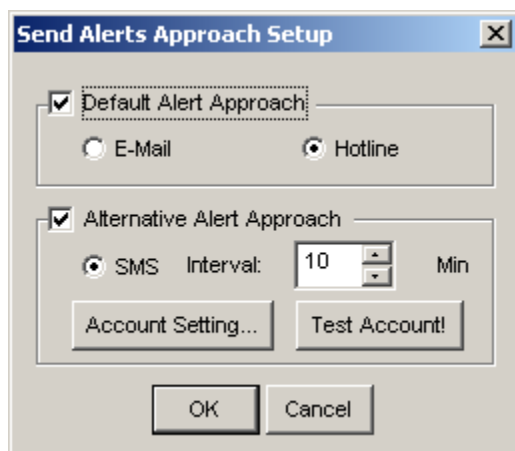 Send Alerts Approach Setup
Default Alert Approach
E-Mail Hotline
Alternative Alert Approach
SMS Interval: 10 Min
Account Setting... Test Account!
OK Cancel